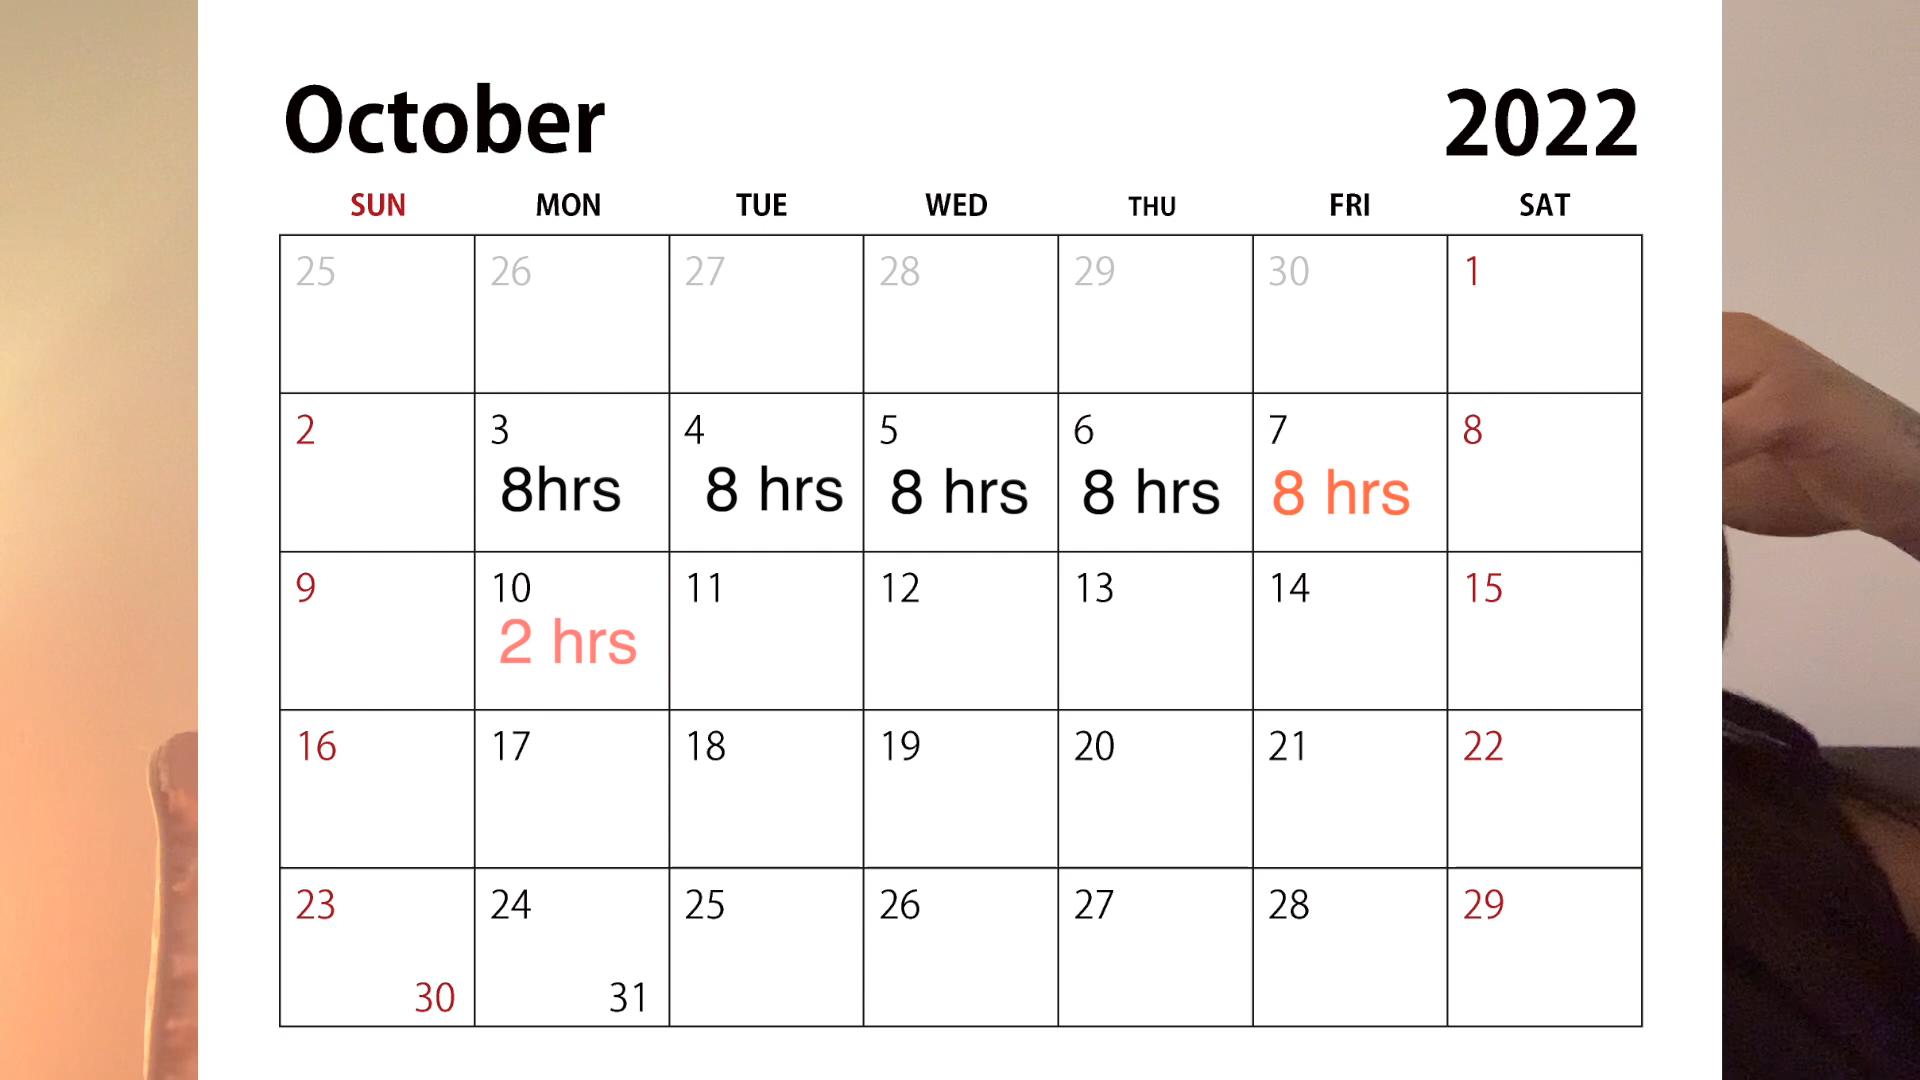 October 2022
SUN MON TUE WED THU FRI SAT
25 26 27 28 29 30 1
2 3 4 5 6 7 8
8hrs 8 hrs 8 hrs 8 hrs 8 hrs
9 10 11 12 13 14 15
2 hrs
16 17 18 19 20 21 22
23 24 25 26 27 28 29
30 31